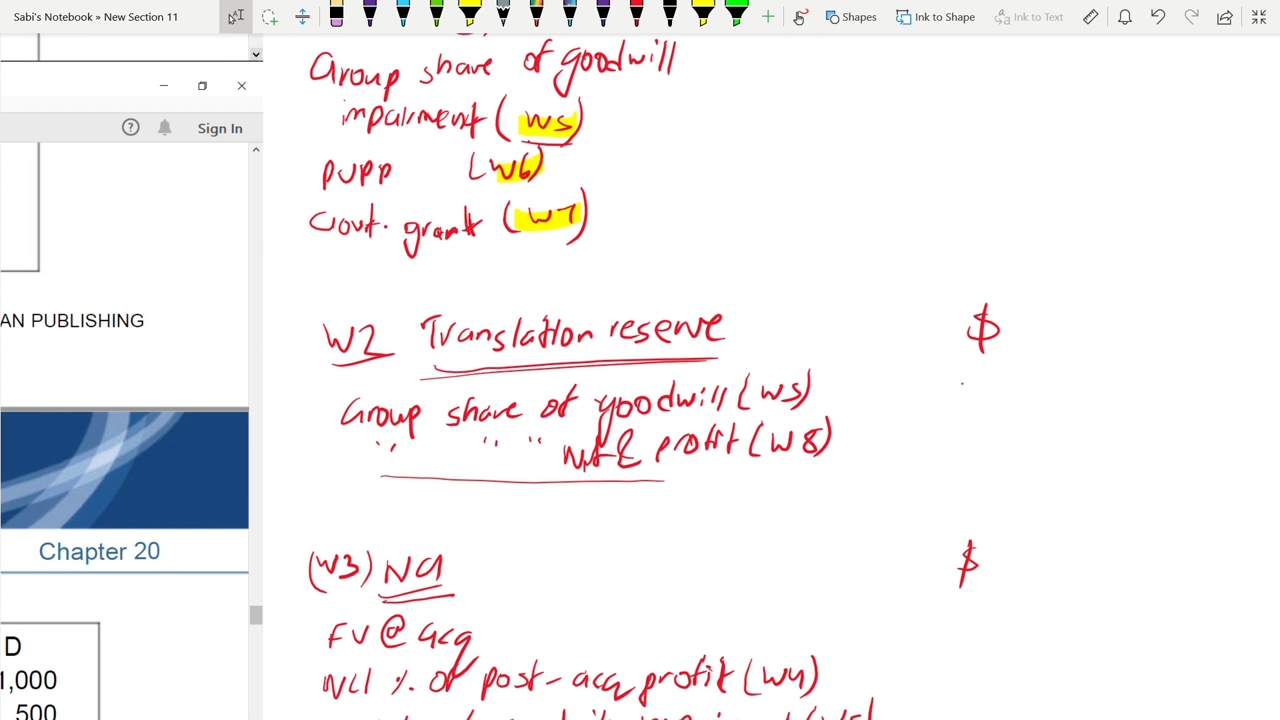 Sabi's Notebook » New Section 11
Shapes
Ink to Shape
Ink to Text
Sign In
Group share of goodwill
impairment (W5)
PUPP (W6)
Govt. grant (W7)
AN PUBLISHING
W2 Translation reserve $
Group share of goodwill (W5)
" " " NA & profit (W8)
Chapter 20
(W3) NCI $
FV @ acq
D
1,000
NCI % of post-acq profit (W4)
500